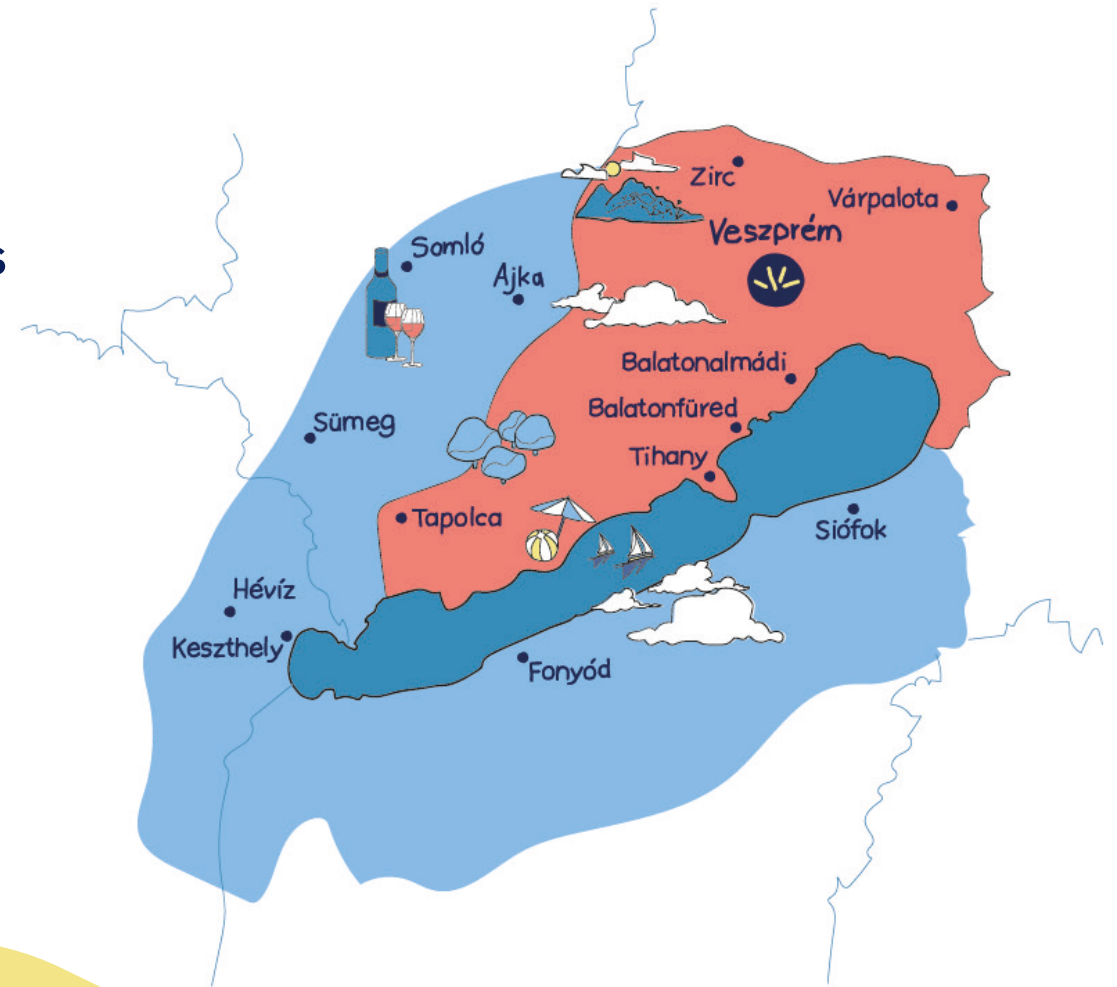 s
Zirc
Várpalota
Veszprém
Somló
Ajka
Balatonalmádi
Balatonfüred
Sümeg
Tihany
Tapolca
Siófok
Hévíz
Keszthely
Fonyód